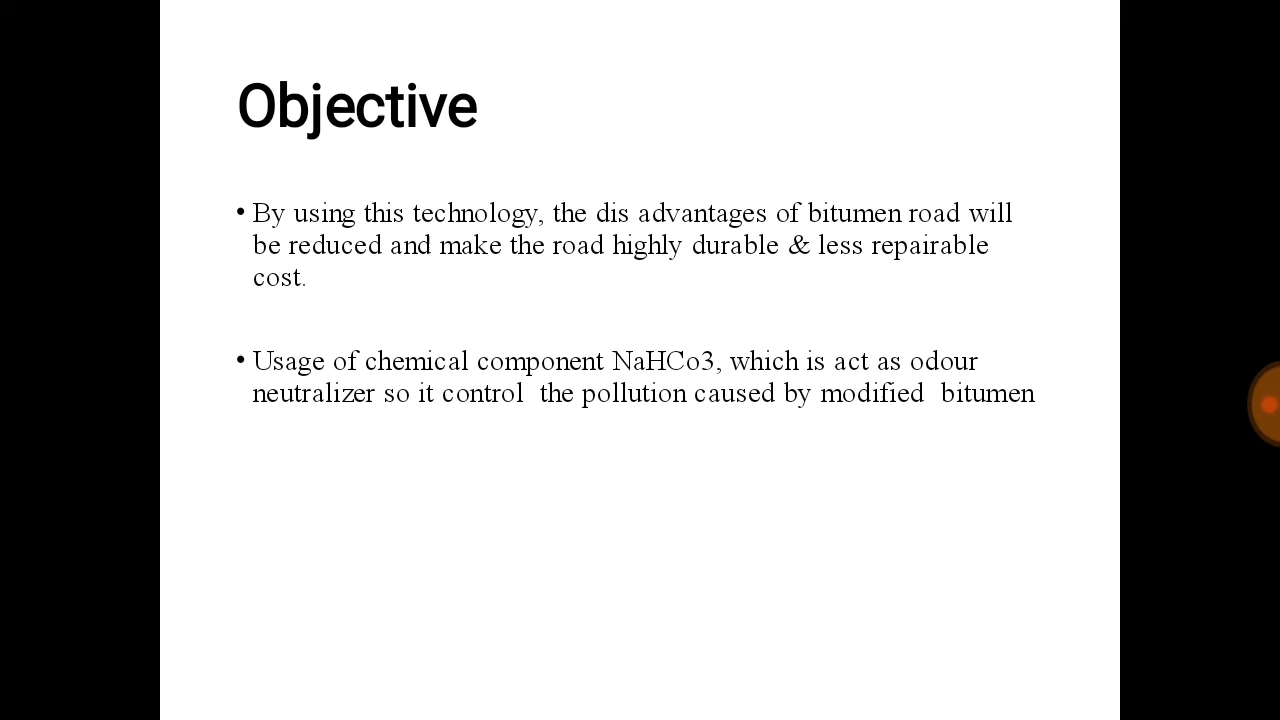 Objective
• By using this technology, the dis advantages of bitumen road will
be reduced and make the road highly durable & less repairable
cost.
• Usage of chemical component NaHCo3, which is act as odour
neutralizer so it control  the pollution caused by modified  bitumen